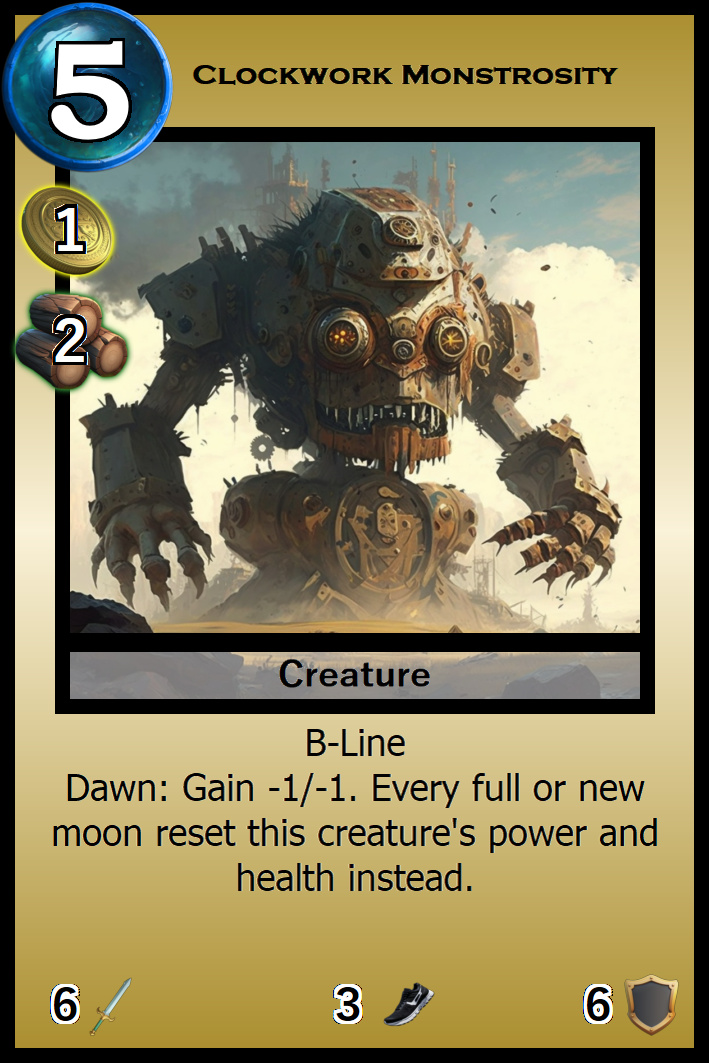 5
Clockwork Monstrosity
1
2
Creature
B-Line
Dawn: Gain -1/-1. Every full or new
moon reset this creature's power and
health instead.
6 3 6